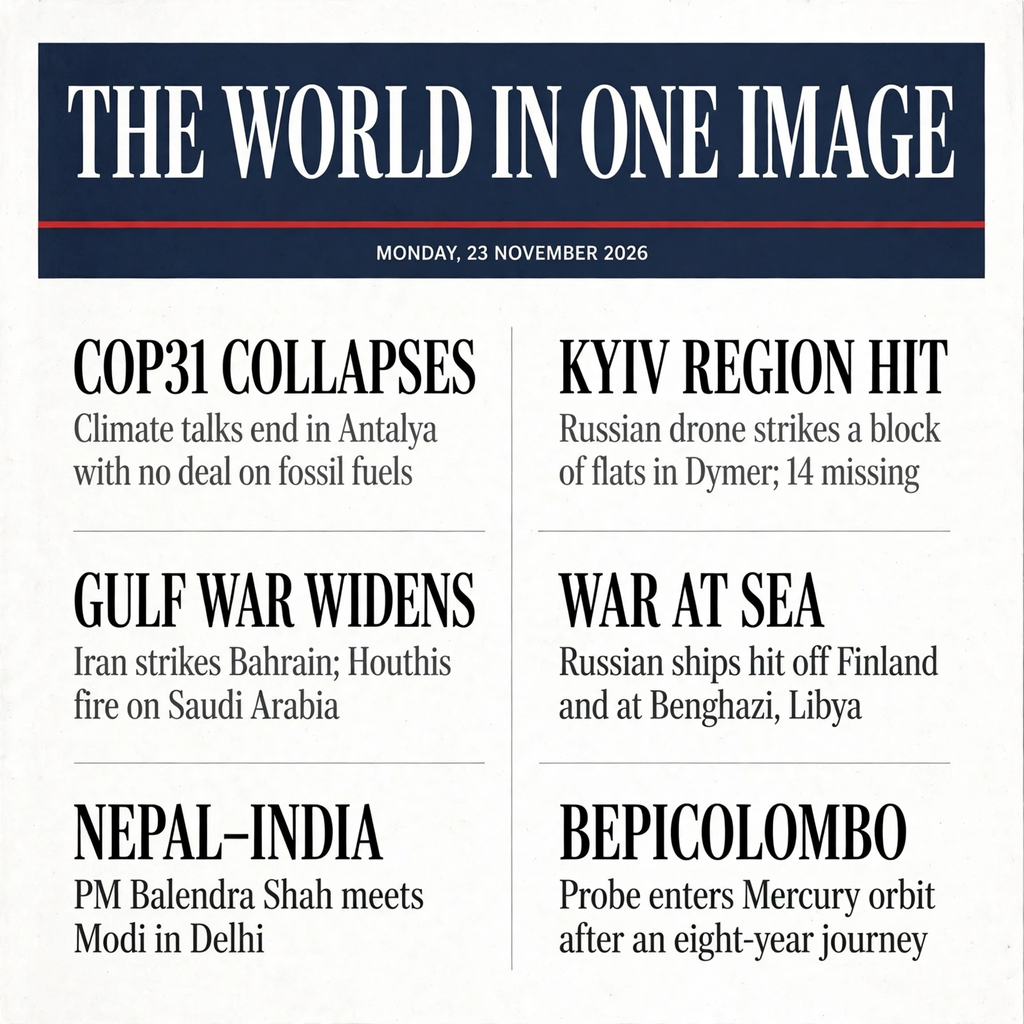 THE WORLD IN ONE IMAGE
MONDAY, 23 NOVEMBER 2026
COP31 COLLAPSES
Climate talks end in Antalya
with no deal on fossil fuels
KYIV REGION HIT
Russian drone strikes a block
of flats in Dymer; 14 missing
GULF WAR WIDENS
Iran strikes Bahrain; Houthis
fire on Saudi Arabia
WAR AT SEA
Russian ships hit off Finland
and at Benghazi, Libya
NEPAL–INDIA
PM Balendra Shah meets
Modi in Delhi
BEPICOLOMBO
Probe enters Mercury orbit
after an eight-year journey